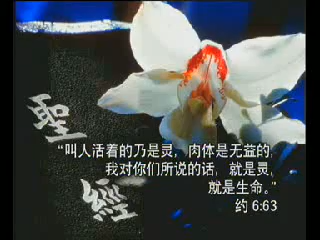 聖
經
“叫人活着的乃是灵，肉体是无益的，
我对你们所说的话，就是灵，
就是生命。”
约 6:63